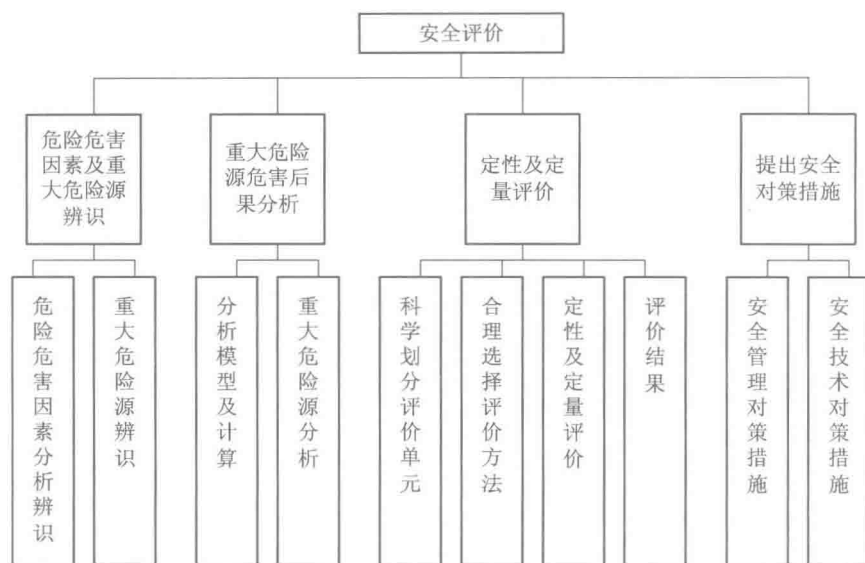 安全评价
危险危害
因素及重
大危险源
辨识
重大危险
源危害后
果分析
定性及定
量评价
提出安全
对策措施
危险危害因素分析辨识
重大危险源辨识
分析模型及计算
重大危险源分析
科学划分评价单元
合理选择评价方法
定性及定量评价
评价结果
安全管理对策措施
安全技术对策措施